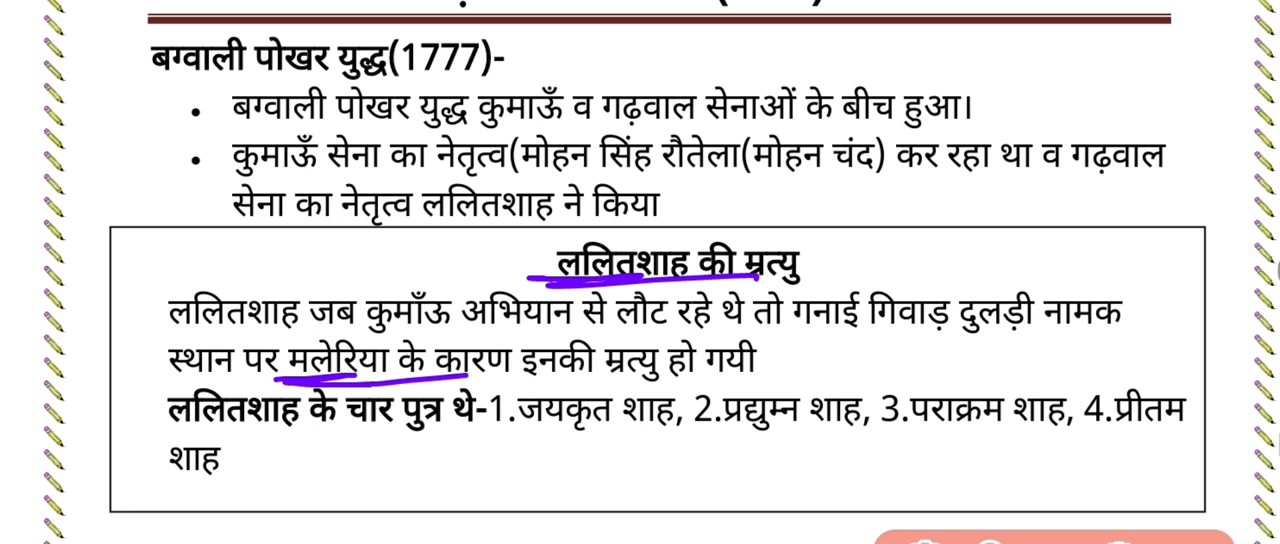 बग्वाली पोखर युद्ध(1777)-
• बग्वाली पोखर युद्ध कुमाऊँ व गढ़वाल सेनाओं के बीच हुआ।
• कुमाऊँ सेना का नेतृत्व(मोहन सिंह रौतेला(मोहन चंद) कर रहा था व गढ़वाल
सेना का नेतृत्व ललितशाह ने किया
ललितशाह की म्रत्यु
ललितशाह जब कुमाँऊ अभियान से लौट रहे थे तो गनाई गिवाड़ दुलड़ी नामक
स्थान पर मलेरिया के कारण इनकी म्रत्यु हो गयी
ललितशाह के चार पुत्र थे-1.जयकृत शाह, 2.प्रद्युम्न शाह, 3.पराक्रम शाह, 4.प्रीतम
शाह